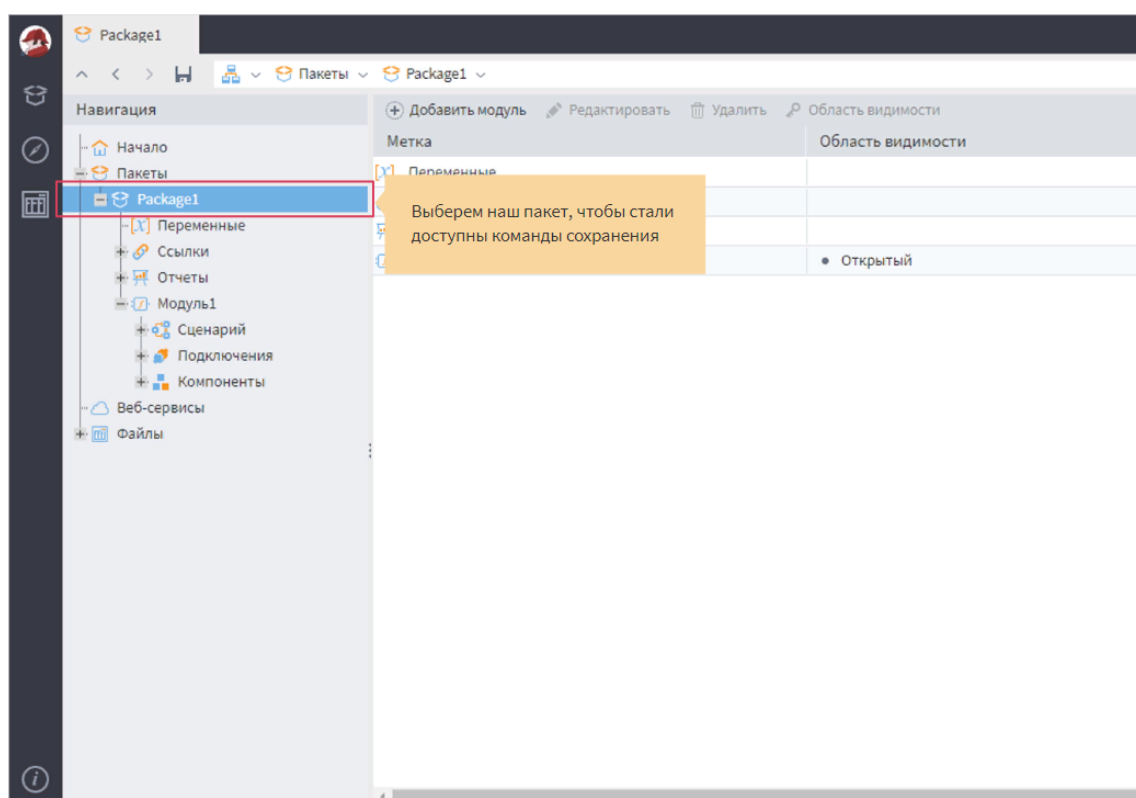 Package1
Пакеты
Package1
Навигация
Добавить модуль
Редактировать
Удалить
Область видимости
Метка
Область видимости
Начало
Пакеты
Package1
Переменные
Ссылки
Отчеты
Модуль1
Сценарий
Подключения
Компоненты
Веб-сервисы
Файлы
Переменные
Выберем наш пакет, чтобы стали
доступны команды сохранения
Открытый